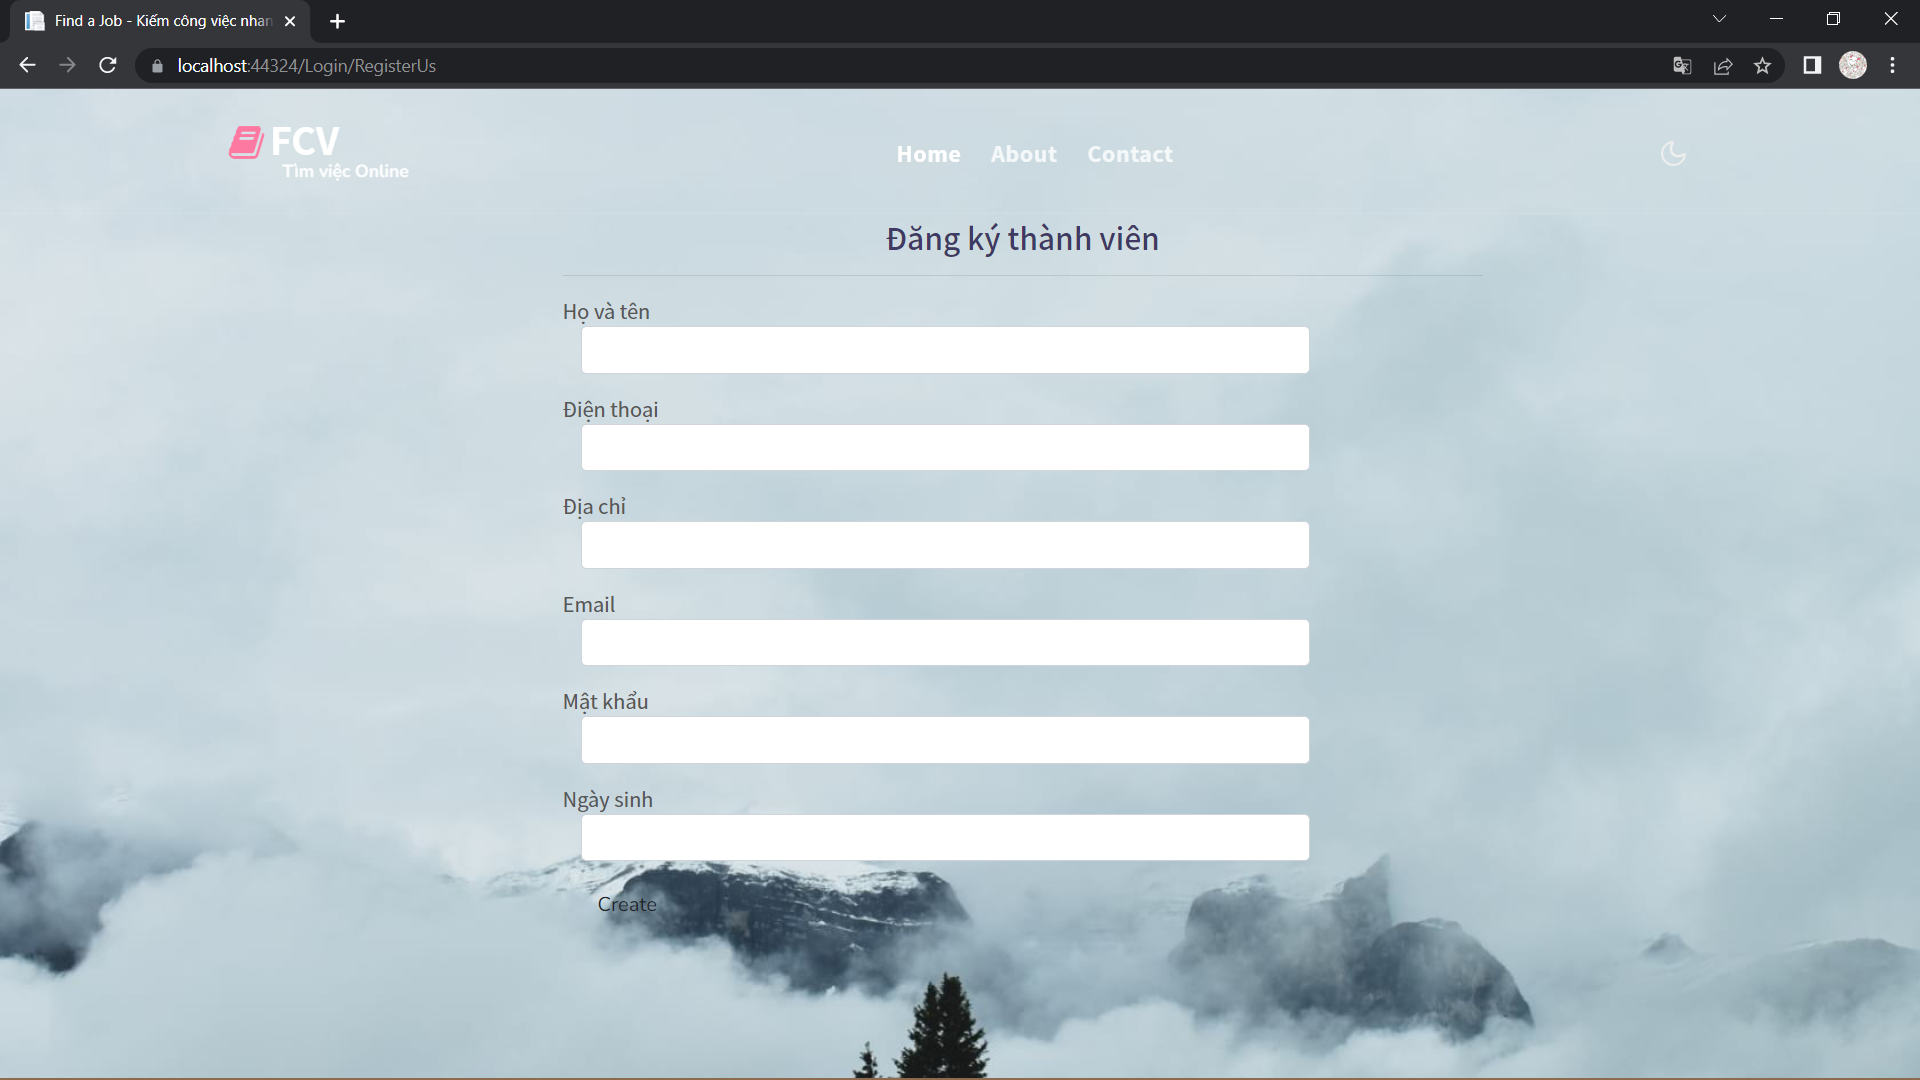 Find a Job - Kiếm công việc nhan
localhost:44324/Login/RegisterUs
FCV
Tìm việc Online
Home About Contact
Đăng ký thành viên
Họ và tên
Điện thoại
Địa chỉ
Email
Mật khẩu
Ngày sinh
Create